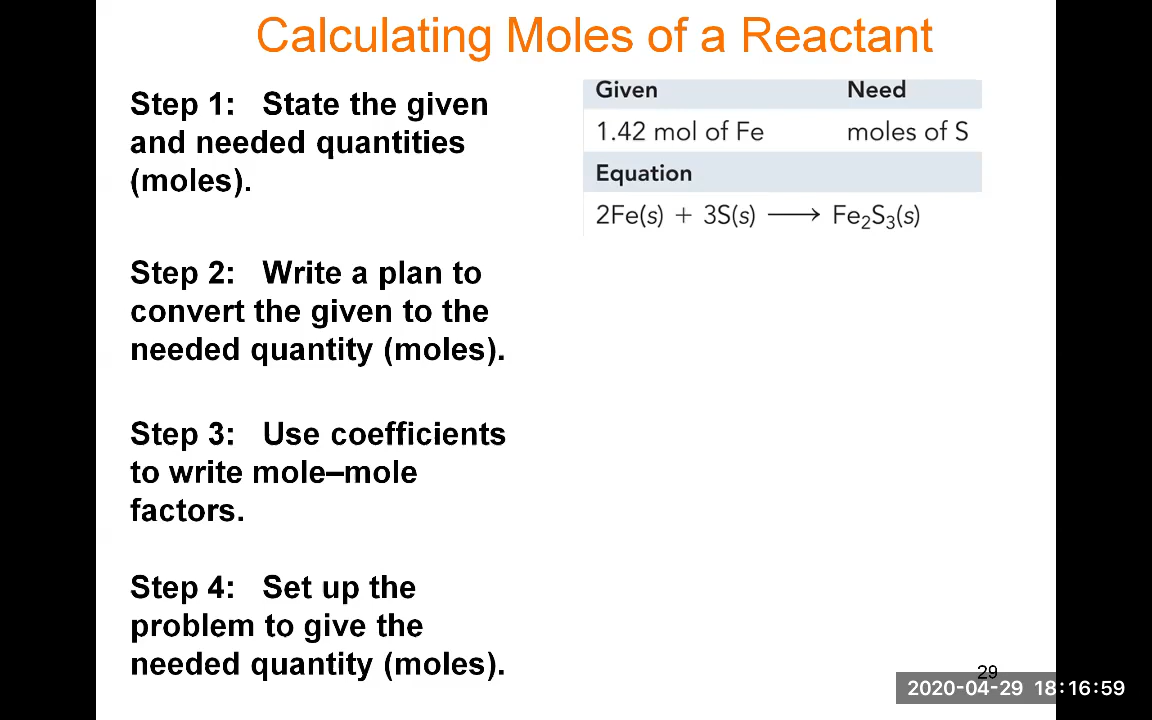 Calculating Moles of a Reactant
Step 1: State the given
and needed quantities
(moles).
Given Need
1.42 mol of Fe moles of S
Equation
2Fe(s) + 3S(s) ⟶ Fe₂S₃(s)
Step 2: Write a plan to
convert the given to the
needed quantity (moles).
Step 3: Use coefficients
to write mole–mole
factors.
Step 4: Set up the
problem to give the
needed quantity (moles).
29
2020-04-29 18:16:59